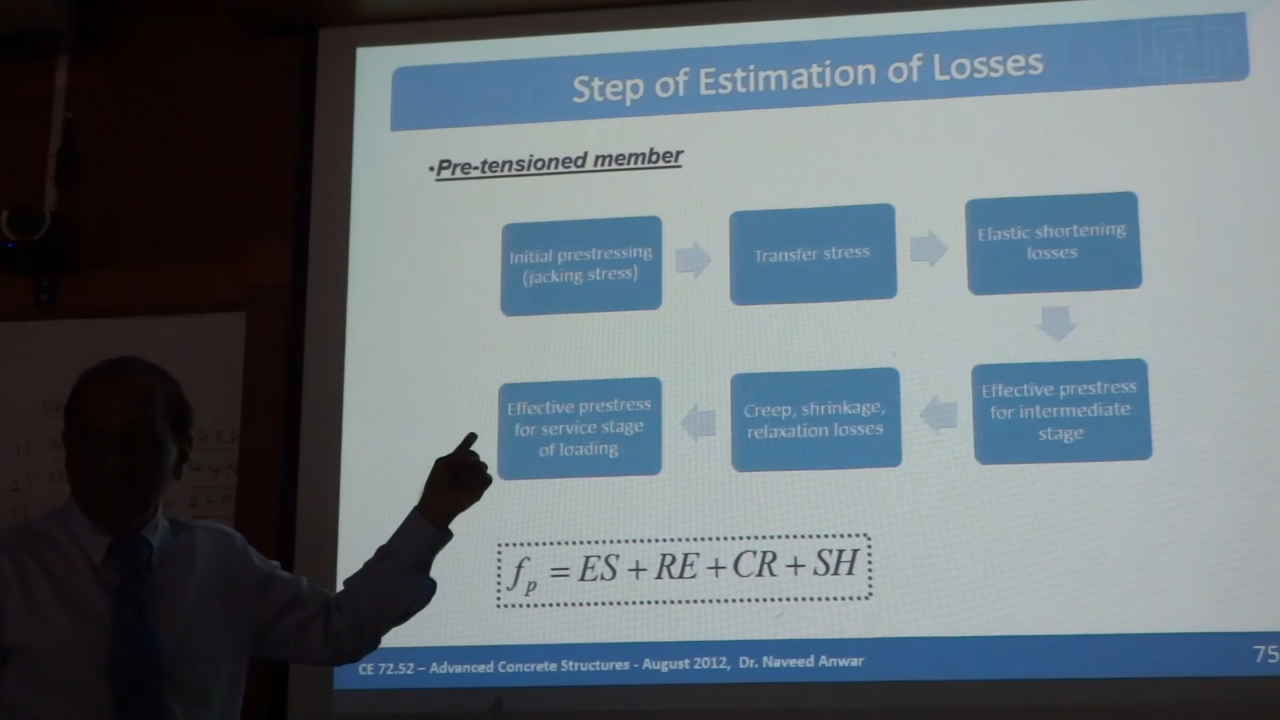 Step of Estimation of Losses
•Pre-tensioned member
Initial prestressing
(jacking stress)
Transfer stress
Elastic shortening
losses
Effective prestress
for service stage
of loading
Creep, shrinkage,
relaxation losses
Effective prestress
for intermediate
stage
f_p = ES + RE + CR + SH
CE 72.52 – Advanced Concrete Structures - August 2012, Dr. Naveed Anwar
75